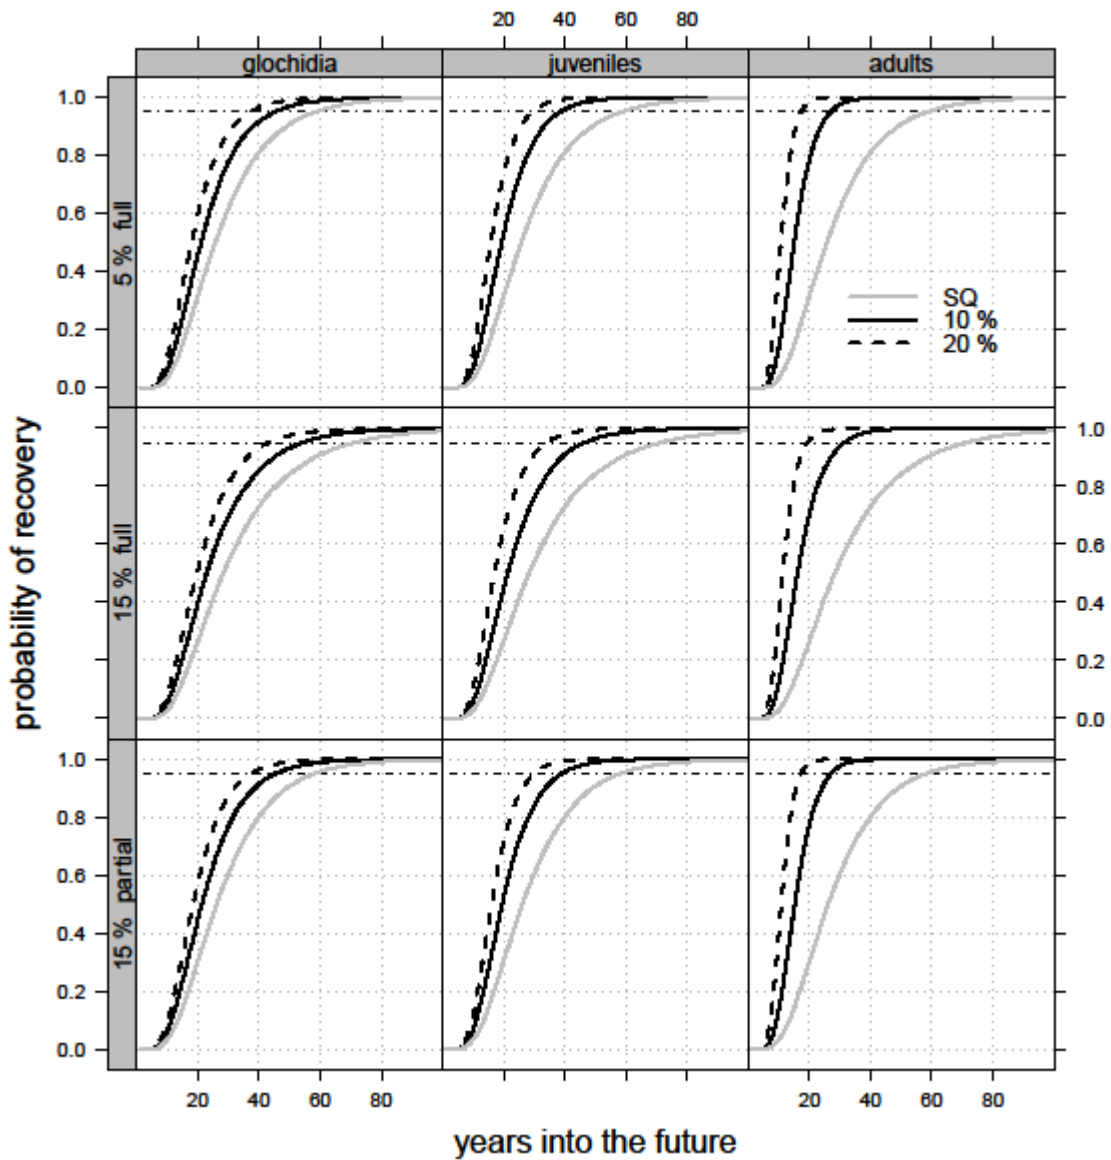 20 40 60 80
glochidia juveniles adults
1.0
0.8
0.6
0.4
0.2
0.0
5 % full
SQ
10 %
20 %
probability of recovery
15 % full
1.0
0.8
0.6
0.4
0.2
0.0
15 % partial
1.0
0.8
0.6
0.4
0.2
0.0
20 40 60 80 20 40 60 80
years into the future